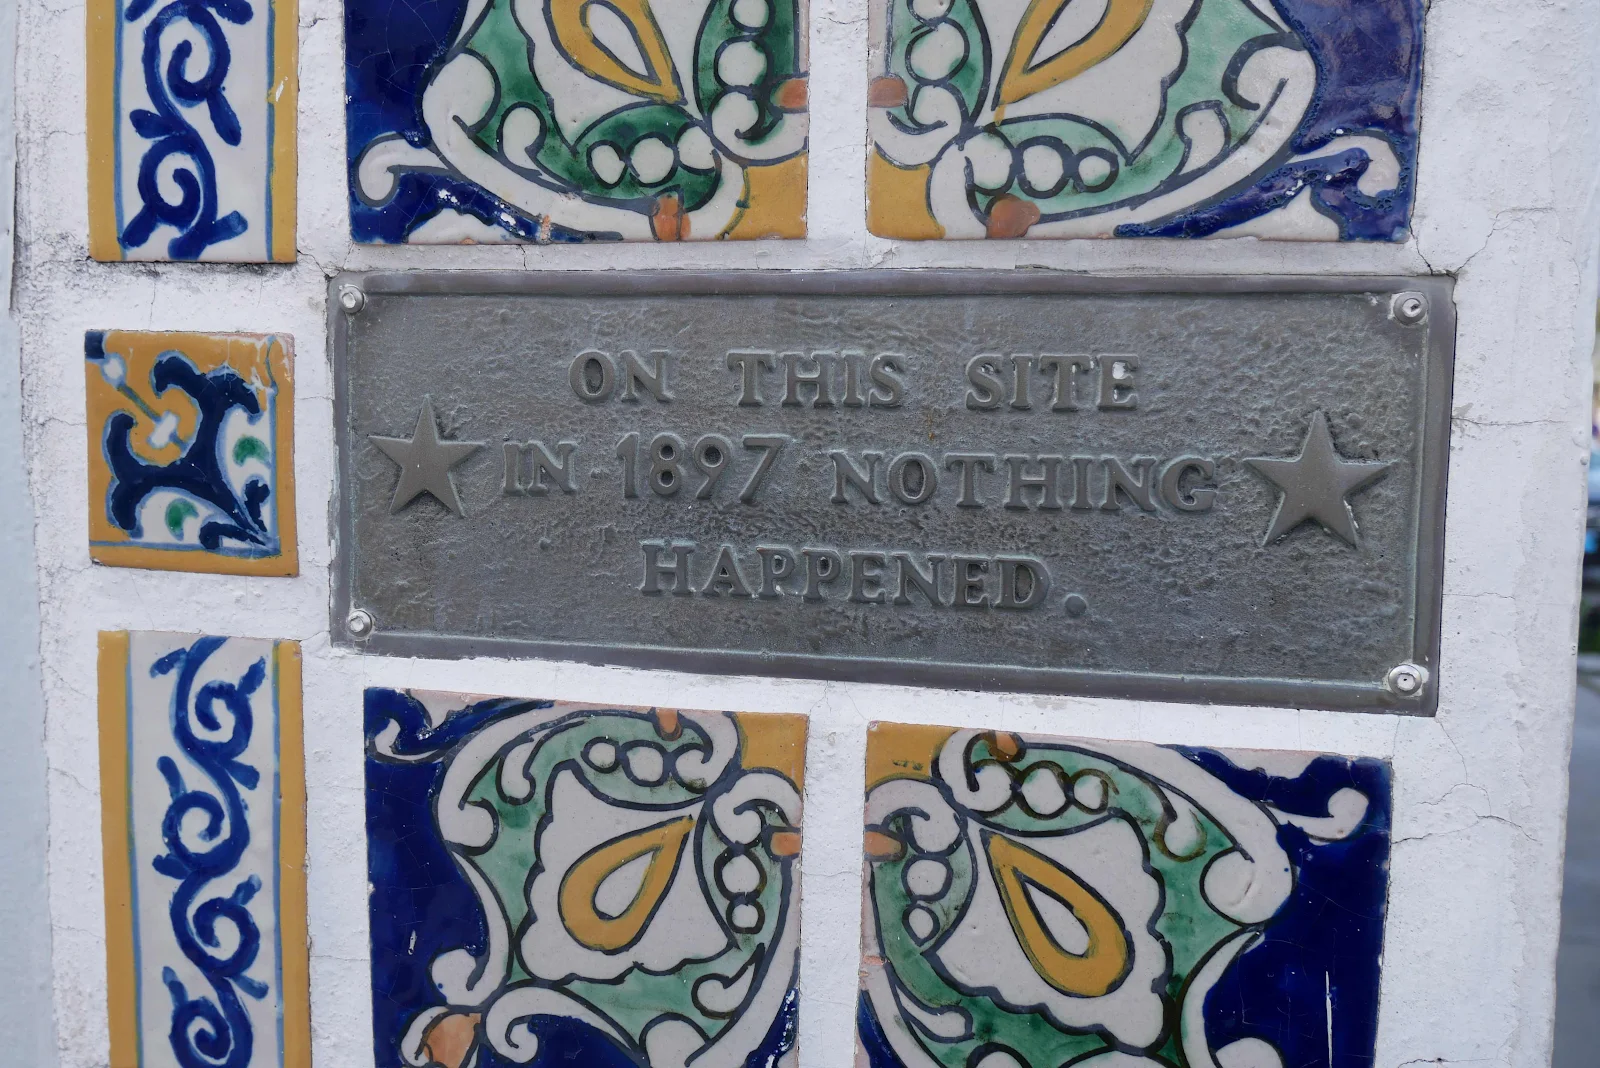 ON THIS SITE
IN 1897 NOTHING
HAPPENED.